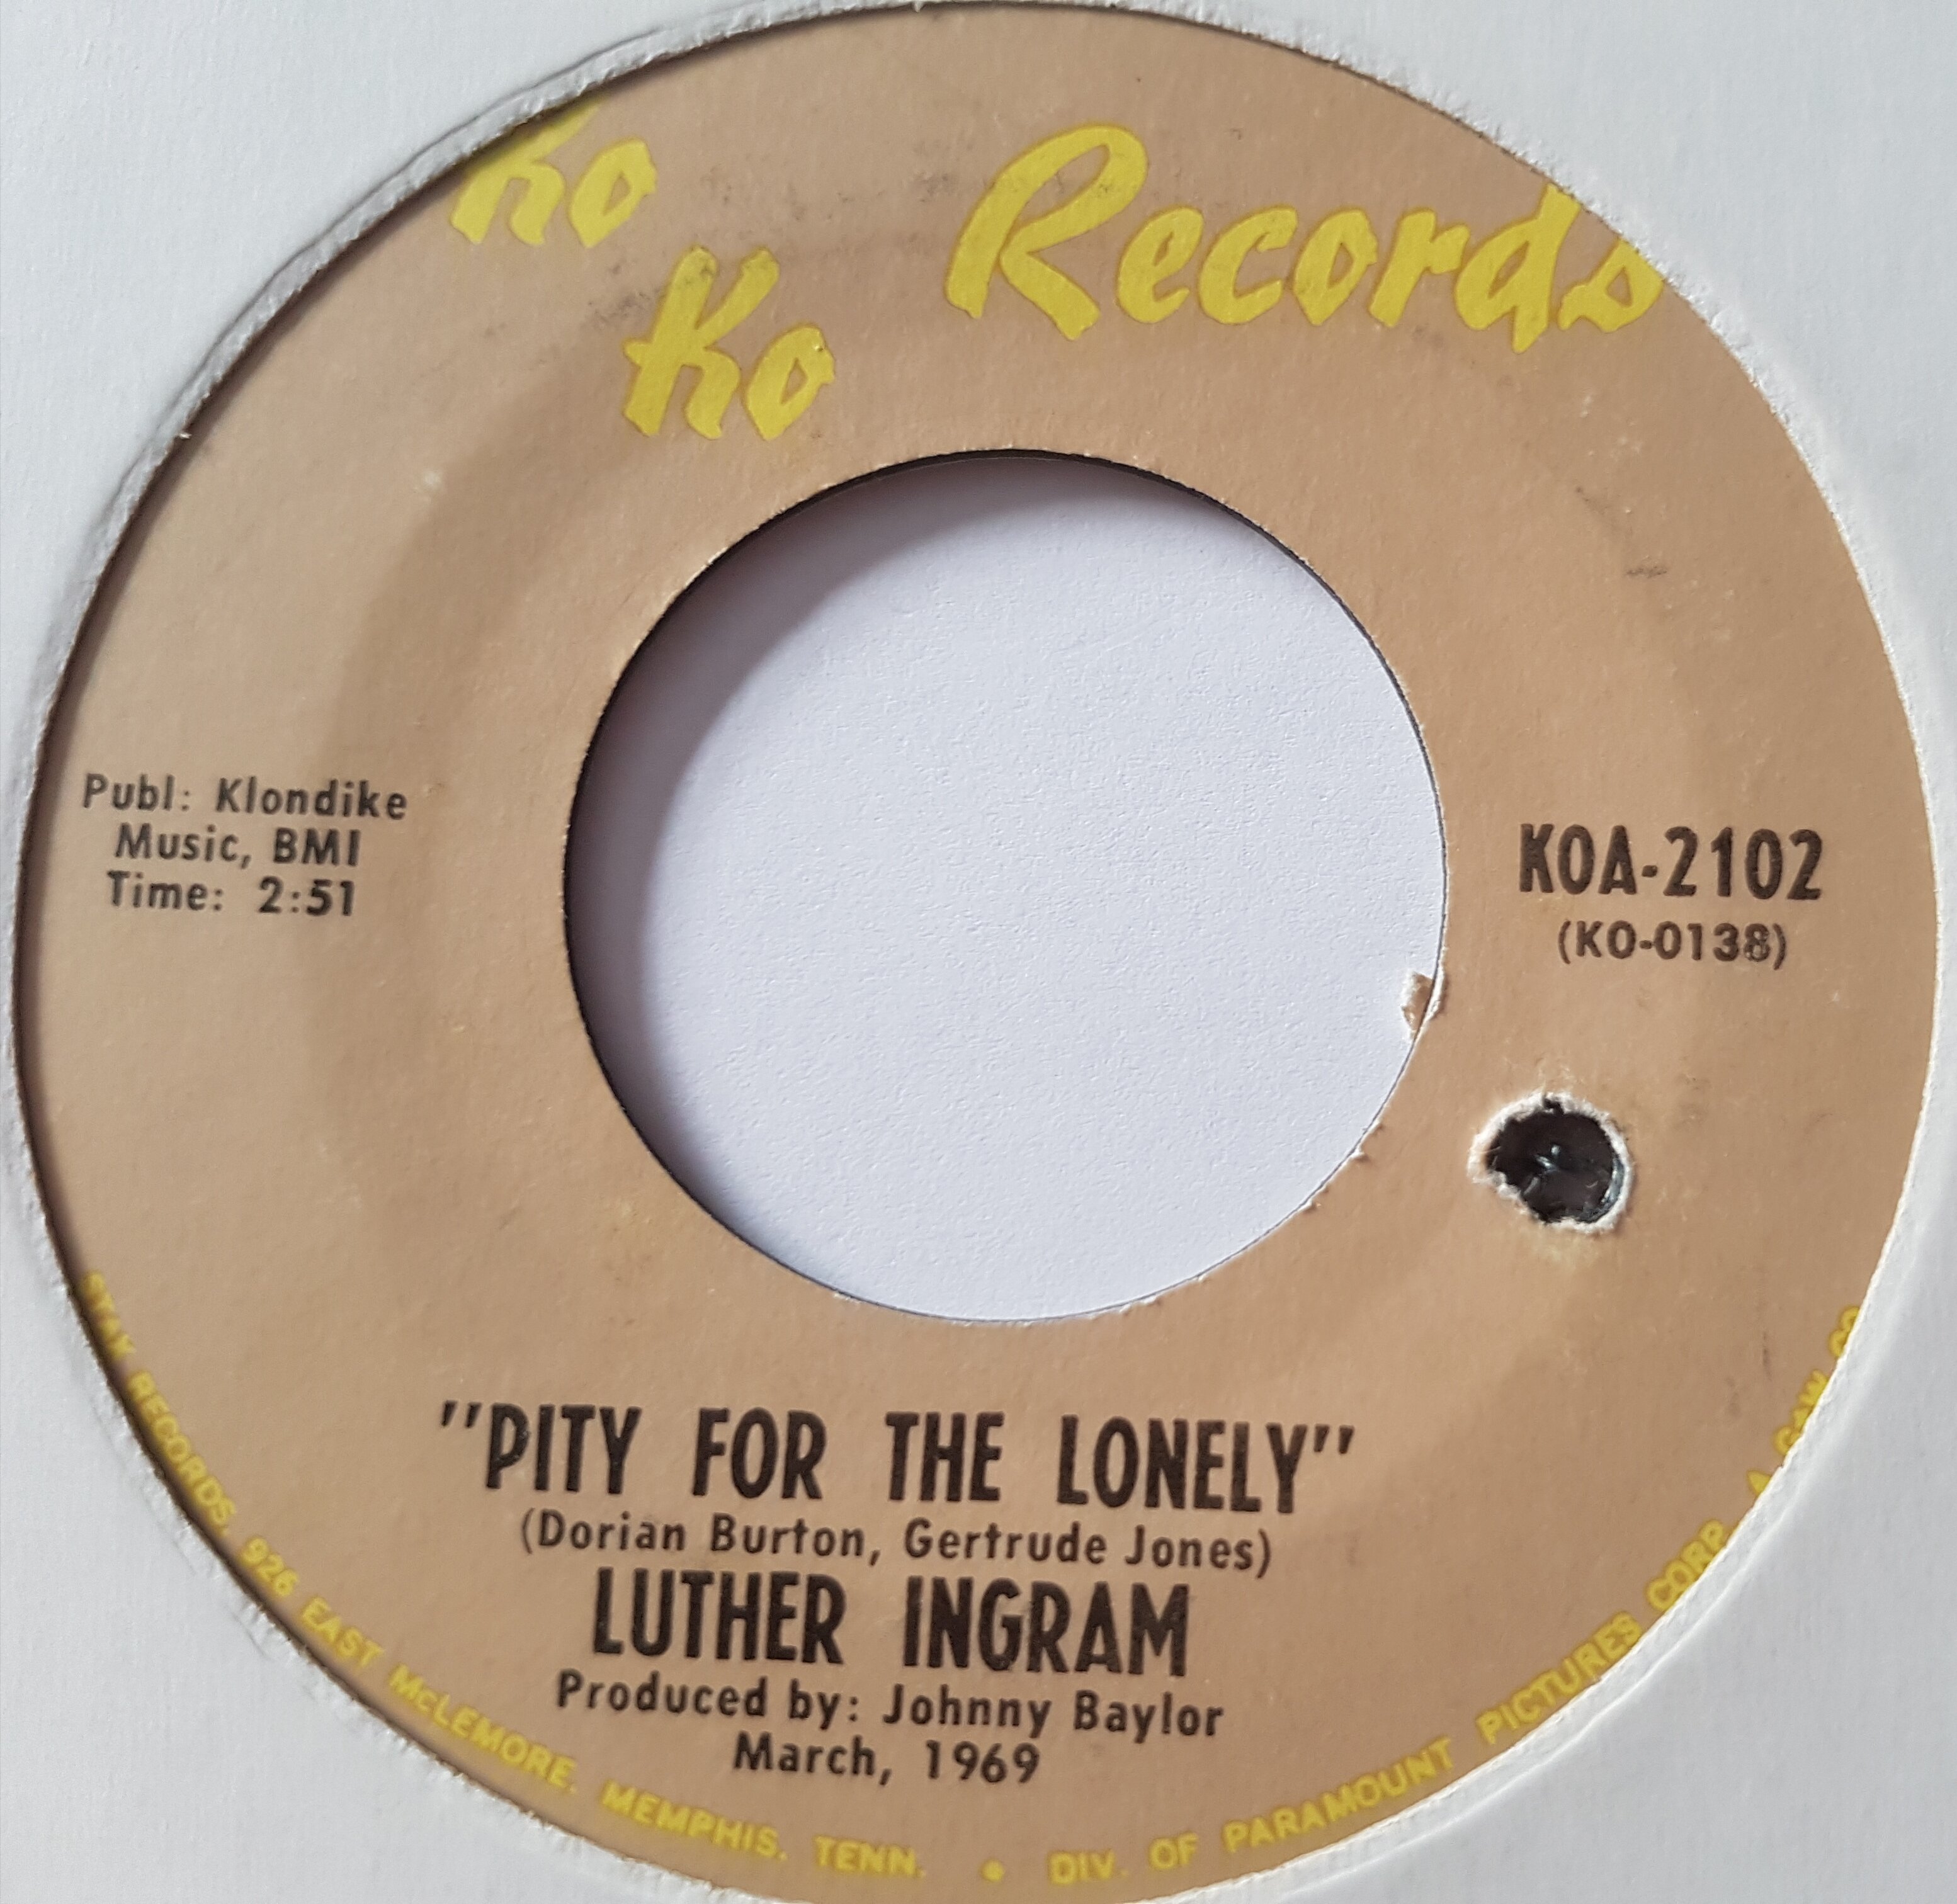 Ko
Ko Records
Publ: Klondike
Music, BMI
Time: 2:51
KOA-2102
(KO-0138)
"PITY FOR THE LONELY"
(Dorian Burton, Gertrude Jones)
LUTHER INGRAM
Produced by: Johnny Baylor
March, 1969
STAX RECORDS, 926 EAST McLEMORE, MEMPHIS, TENN. • DIV. OF PARAMOUNT PICTURES CORP. A G&W CO.